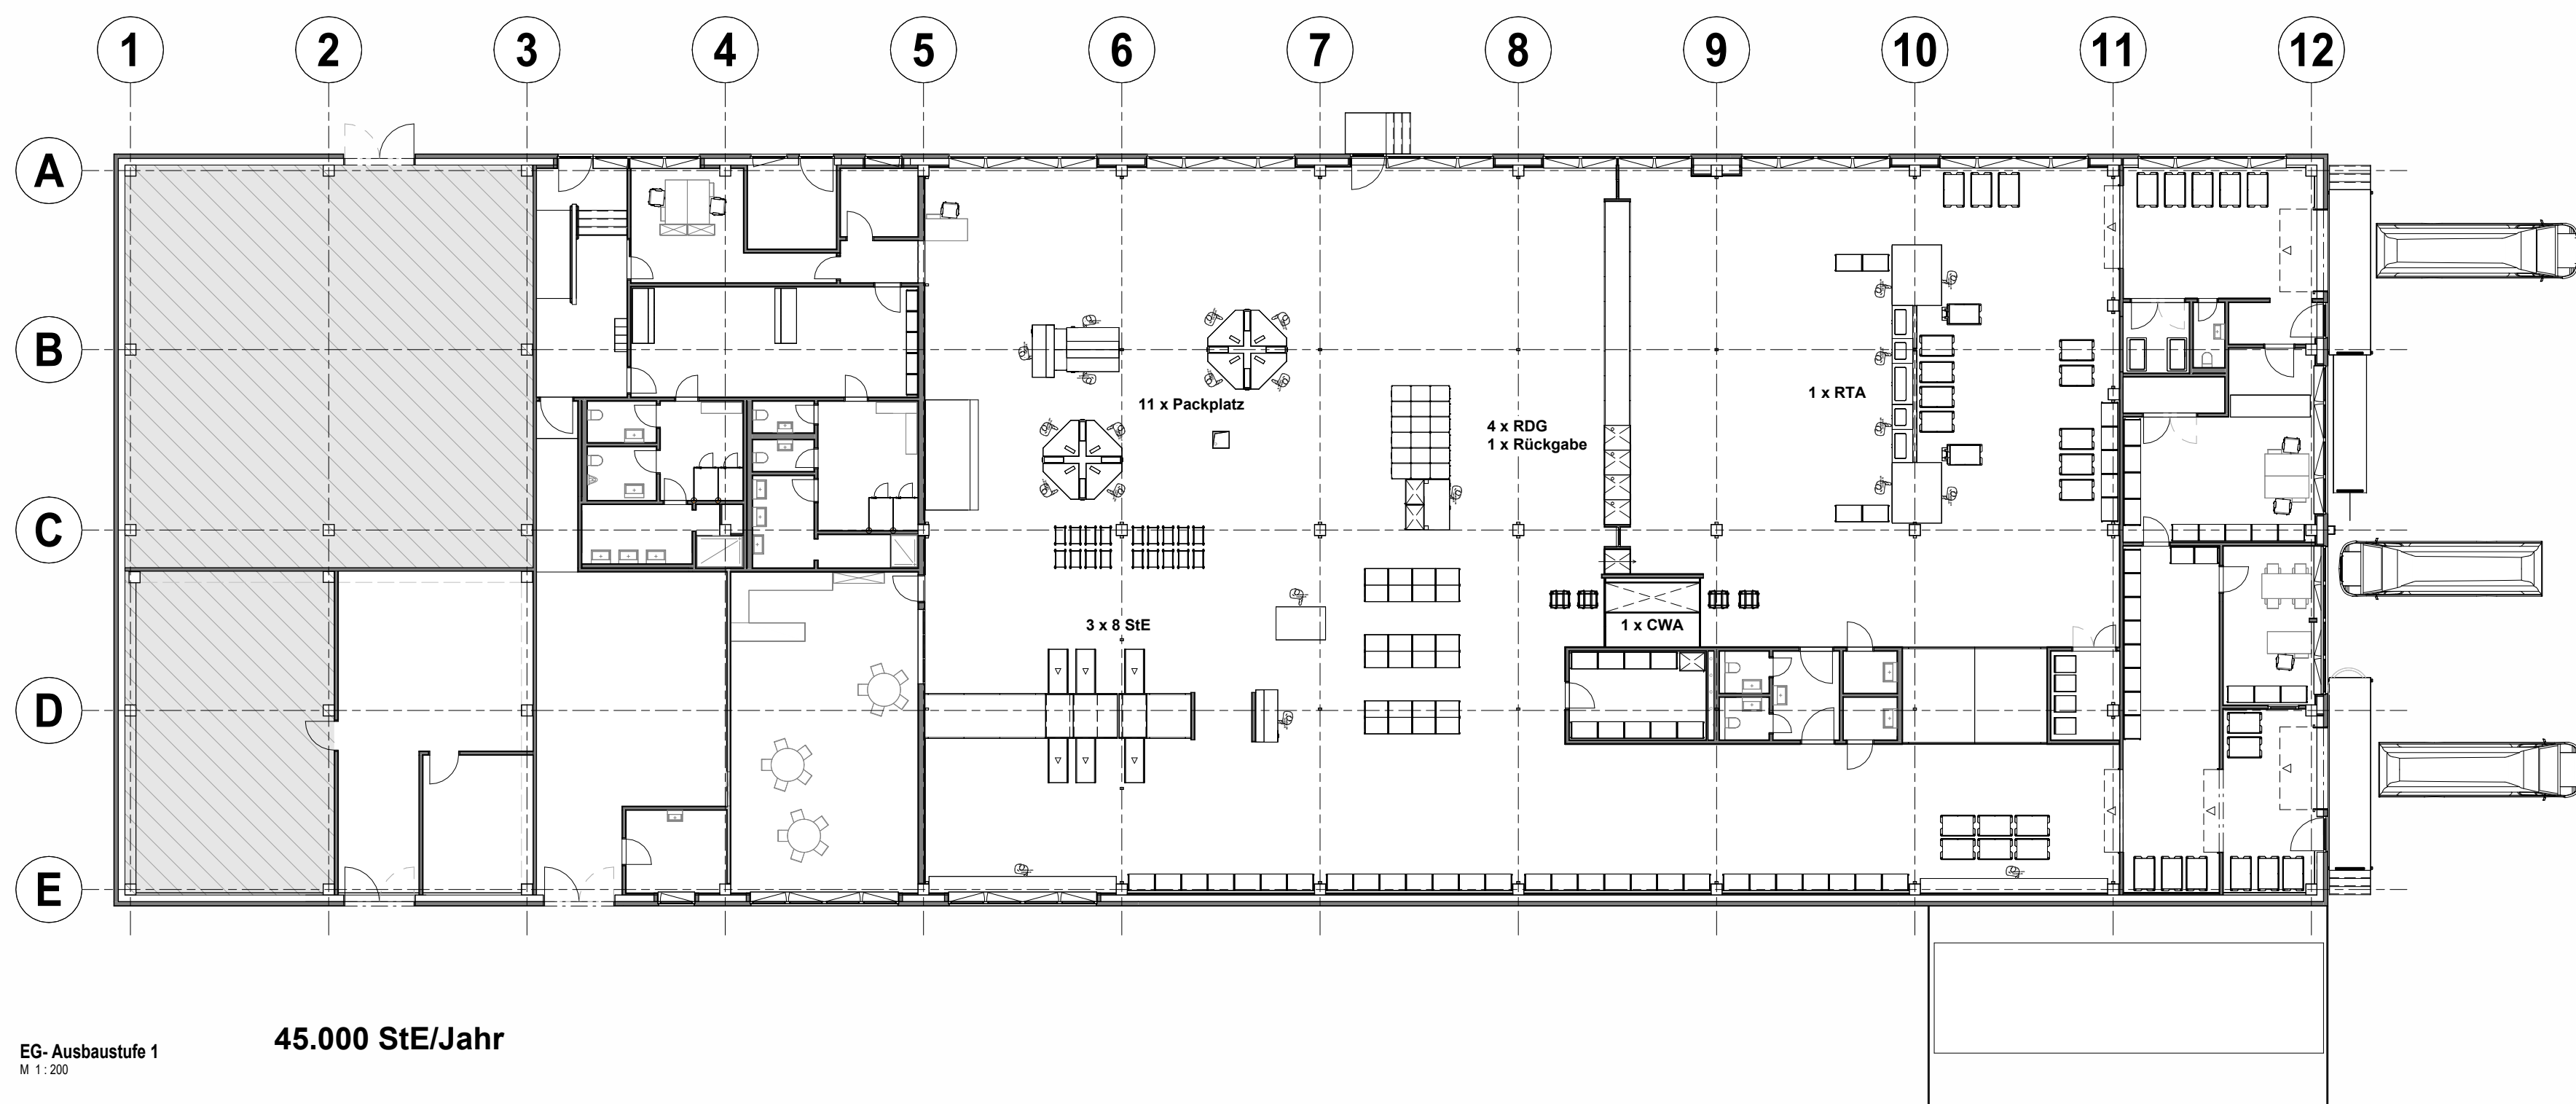 1 2 3 4 5 6 7 8 9 10 11 12
A
B
C
D
E
11 x Packplatz
4 x RDG
1 x Rückgabe
1 x RTA
3 x 8 StE
1 x CWA
45.000 StE/Jahr
EG- Ausbaustufe 1
M 1 : 200